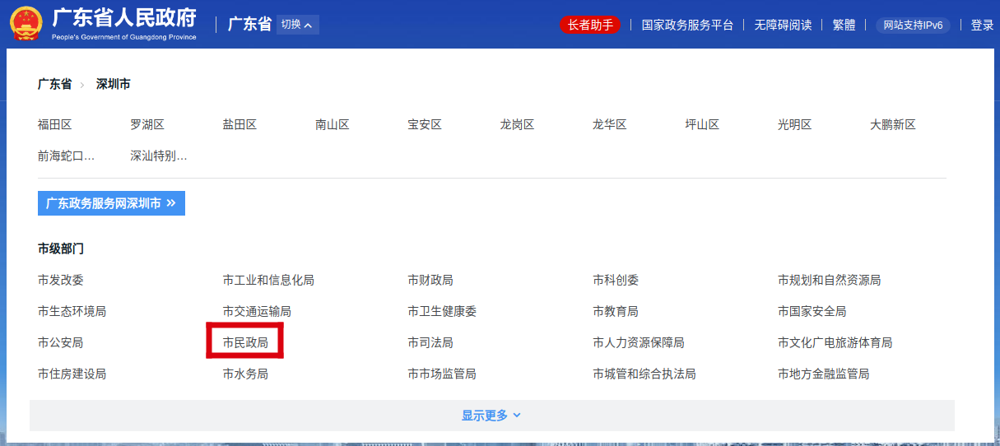 广东省人民政府
People's Government of Guangdong Province
广东省 切换 长者助手 国家政务服务平台 无障碍阅读 繁體 网站支持IPv6 登录
广东省 › 深圳市
福田区 罗湖区 盐田区 南山区 宝安区 龙岗区 龙华区 坪山区 光明区 大鹏新区
前海蛇口... 深汕特别...
广东政务服务网深圳市 »
市级部门
市发改委 市工业和信息化局 市财政局 市科创委 市规划和自然资源局
市生态环境局 市交通运输局 市卫生健康委 市教育局 市国家安全局
市公安局 市民政局 市司法局 市人力资源保障局 市文化广电旅游体育局
市住房建设局 市水务局 市市场监管局 市城管和综合执法局 市地方金融监管局
显示更多